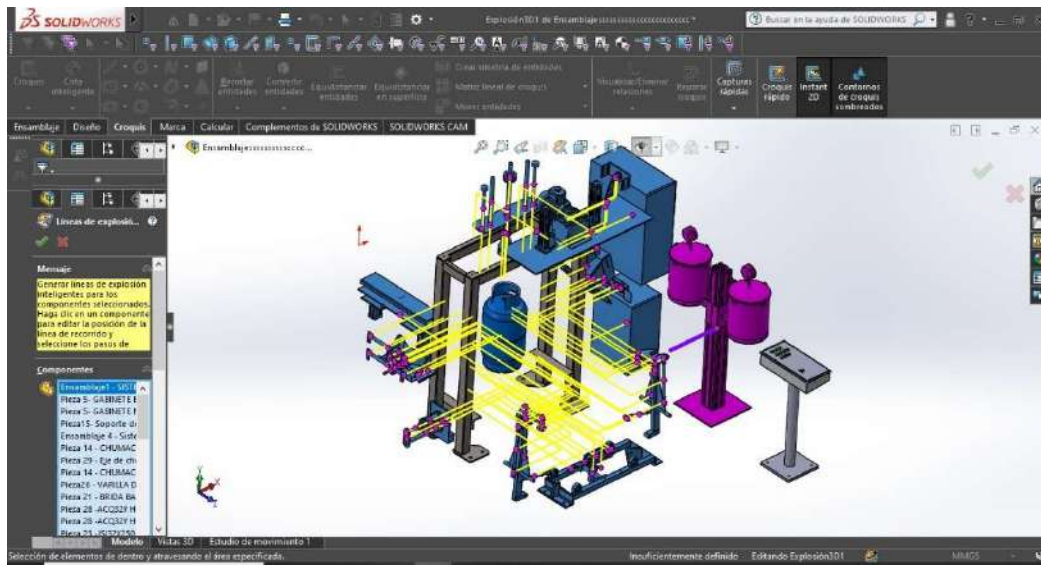 SOLIDWORKS
Explosión3D1 de Ensamblaje
Buscar en la ayuda de SOLIDWORKS
Croquis
Cota inteligente
Recortar entidades
Convertir entidades
Equidistanciar entidades
Equidistanciar en superficie
Crear simetría de entidades
Matriz lineal de croquis
Mover entidades
Visualizar/Eliminar relaciones
Reparar croquis
Capturas rápidas
Croquis rápido
Instant 2D
Contornos de croquis sombreados
Ensamblaje
Diseño
Croquis
Marca
Calcular
Complementos de SOLIDWORKS
SOLIDWORKS CAM
Líneas de explosió...
Mensaje
Generar líneas de explosión
inteligentes para los
componentes seleccionados.
Haga clic en un componente
para editar la posición de la
línea de recorrido y
seleccione los pasos de
Componentes
Ensamblaje1 - SISTE
Pieza 5- GABINETE E
Pieza 5- GABINETE
Pieza15- Soporte d
Ensamblaje 4 - Siste
Pieza 14 - CHUMAC
Pieza 29 - Eje de ch
Pieza 14 - CHUMAC
Pieza26 - VARILLA D
Pieza 21 - BRIDA BA
Pieza 28 -ACQ32Y H
Pieza 28 -ACQ32Y H
Modelo
Vistas 3D
Estudio de movimiento 1
Selección de elementos de dentro y atravesando el área especificada.
Insuficientemente definido
Editando Explosión3D1
MMGS